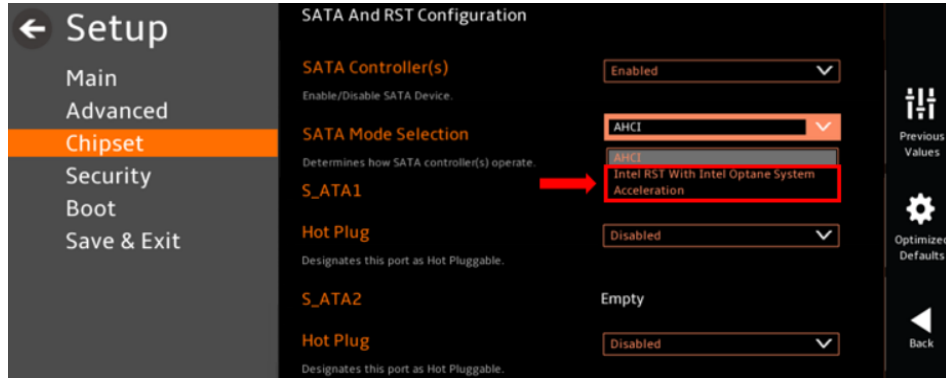 Setup
Main
Advanced
Chipset
Security
Boot
Save & Exit
SATA And RST Configuration
SATA Controller(s)
Enabled
Enable/Disable SATA Device.
SATA Mode Selection
AHCI
Determines how SATA controller(s) operate.
AHCI
Intel RST With Intel Optane System
Acceleration
S_ATA1
Hot Plug
Disabled
Designates this port as Hot Pluggable.
S_ATA2
Empty
Hot Plug
Disabled
Designates this port as Hot Pluggable.
Previous
Values
Optimized
Defaults
Back